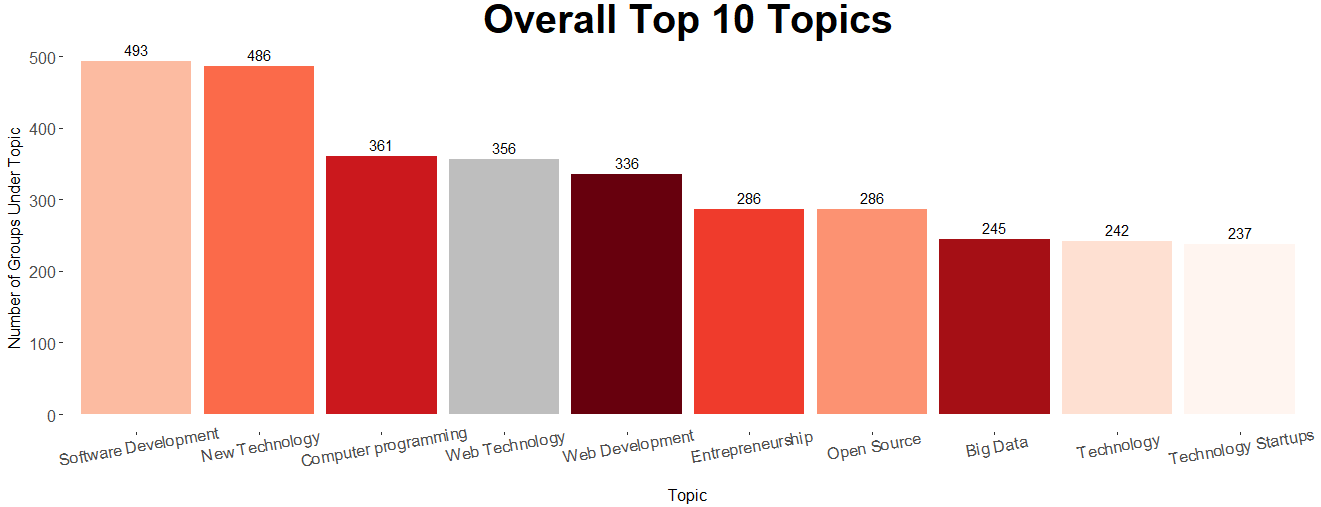 Overall Top 10 Topics
Number of Groups Under Topic
500
400
300
200
100
0
493
486
361
356
336
286
286
245
242
237
Software Development
New Technology
Computer programming
Web Technology
Web Development
Entrepreneurship
Open Source
Big Data
Technology
Technology Startups
Topic